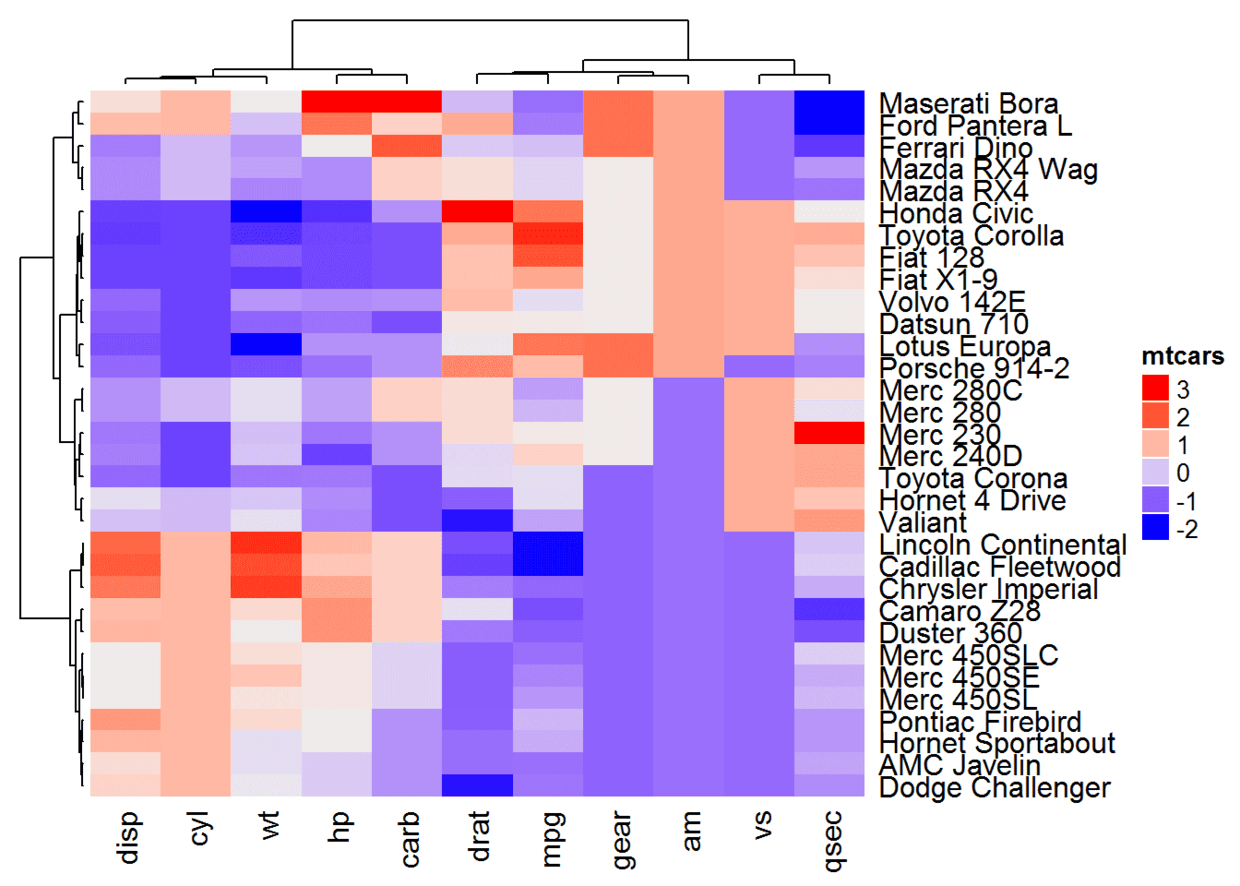 Maserati Bora
Ford Pantera L
Ferrari Dino
Mazda RX4 Wag
Mazda RX4
Honda Civic
Toyota Corolla
Fiat 128
Fiat X1-9
Volvo 142E
Datsun 710
Lotus Europa
Porsche 914-2
Merc 280C
Merc 280
Merc 230
Merc 240D
Toyota Corona
Hornet 4 Drive
Valiant
Lincoln Continental
Cadillac Fleetwood
Chrysler Imperial
Camaro Z28
Duster 360
Merc 450SLC
Merc 450SE
Merc 450SL
Pontiac Firebird
Hornet Sportabout
AMC Javelin
Dodge Challenger
mtcars
3
2
1
0
-1
-2
disp
cyl
wt
hp
carb
drat
mpg
gear
am
vs
qsec